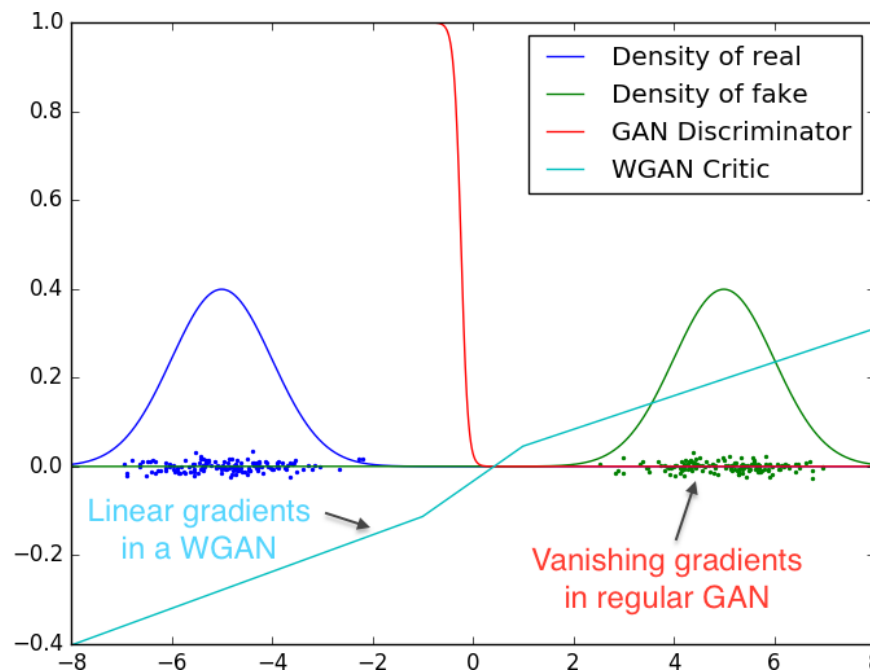 1.0
0.8
0.6
0.4
0.2
0.0
−0.2
−0.4
−8
−6
−4
−2
0
2
4
6
8
Density of real
Density of fake
GAN Discriminator
WGAN Critic
Linear gradients
in a WGAN
Vanishing gradients
in regular GAN